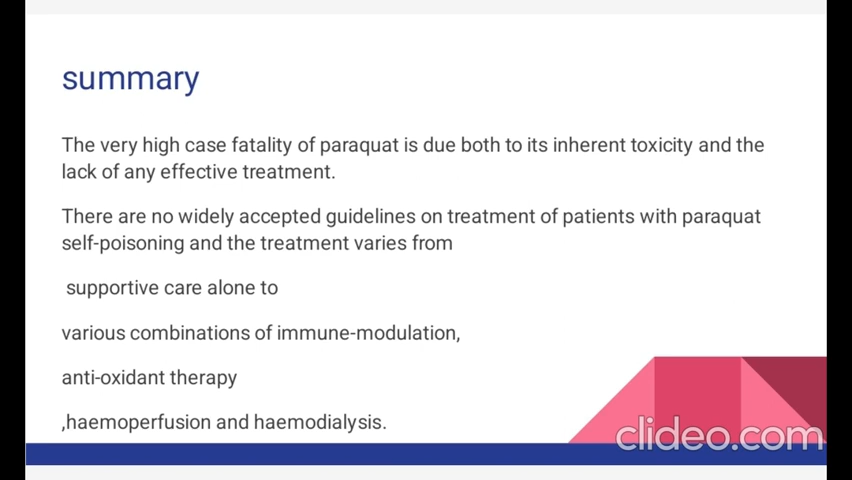 summary
The very high case fatality of paraquat is due both to its inherent toxicity and the
lack of any effective treatment.
There are no widely accepted guidelines on treatment of patients with paraquat
self-poisoning and the treatment varies from
supportive care alone to
various combinations of immune-modulation,
anti-oxidant therapy
,haemoperfusion and haemodialysis.
clideo.com